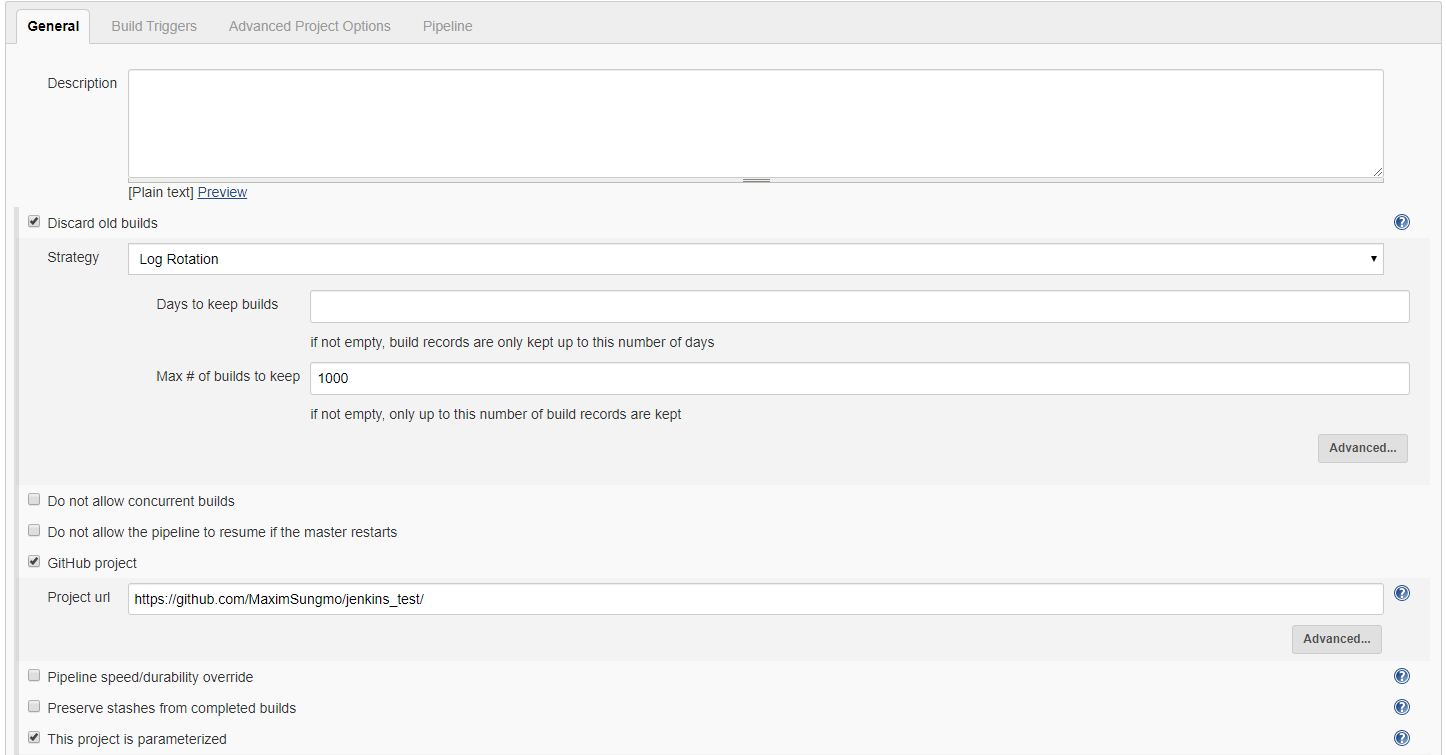 General Build Triggers Advanced Project Options Pipeline
Description
[Plain text] Preview
Discard old builds
Strategy Log Rotation
Days to keep builds
if not empty, build records are only kept up to this number of days
Max # of builds to keep 1000
if not empty, only up to this number of build records are kept
Advanced...
Do not allow concurrent builds
Do not allow the pipeline to resume if the master restarts
GitHub project
Project url https://github.com/MaximSungmo/jenkins_test/
Advanced...
Pipeline speed/durability override
Preserve stashes from completed builds
This project is parameterized